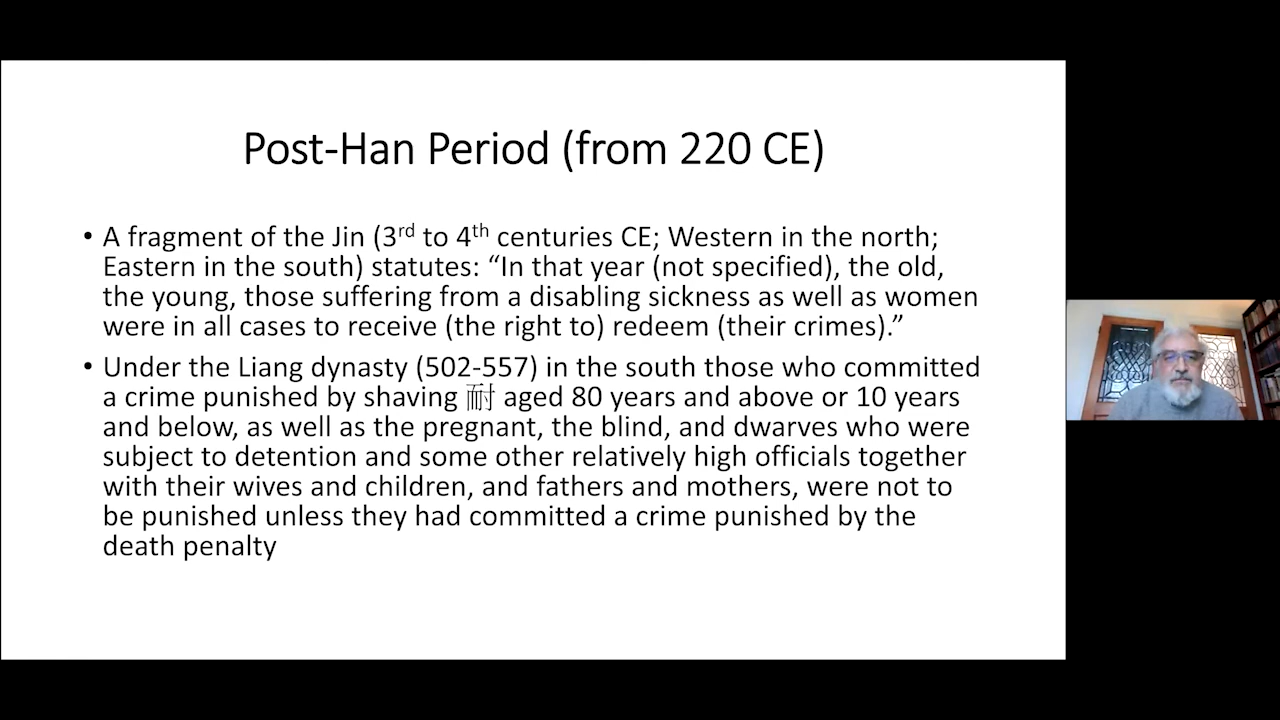 Post-Han Period (from 220 CE)
• A fragment of the Jin (3rd to 4th centuries CE; Western in the north;
Eastern in the south) statutes: “In that year (not specified), the old,
the young, those suffering from a disabling sickness as well as women
were in all cases to receive (the right to) redeem (their crimes).”
• Under the Liang dynasty (502-557) in the south those who committed
a crime punished by shaving 耐 aged 80 years and above or 10 years
and below, as well as the pregnant, the blind, and dwarves who were
subject to detention and some other relatively high officials together
with their wives and children, and fathers and mothers, were not to
be punished unless they had committed a crime punished by the
death penalty